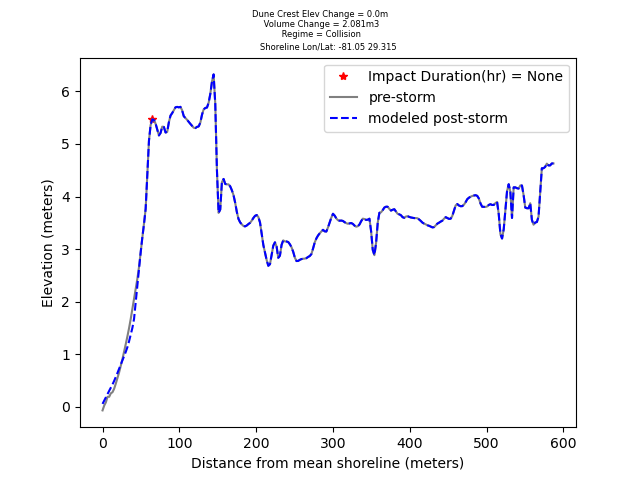 Dune Crest Elev Change = 0.0m
Volume Change = 2.081m3
Regime = Collision
Shoreline Lon/Lat: -81.05 29.315
Impact Duration(hr) = None
pre-storm
modeled post-storm
Elevation (meters)
6
5
4
3
2
1
0
0 100 200 300 400 500 600
Distance from mean shoreline (meters)